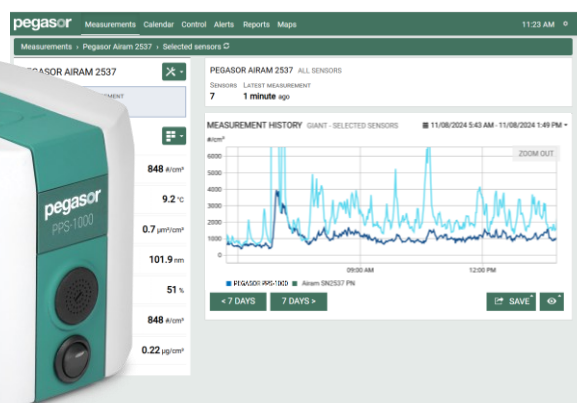 pegasor Measurements Calendar Control Alerts Reports Maps 11:23 AM
Measurements › Pegasor Airam 2537 › Selected sensors
PEGASOR AIRAM 2537
848 #/cm³
9.2 °C
0.7 µm²/cm³
101.9 nm
51 %
848 #/cm³
0.22 µg/cm³
pegasor
PPS-1000
PEGASOR AIRAM 2537 ALL SENSORS
SENSORS LATEST MEASUREMENT
7 1 minute ago
MEASUREMENT HISTORY GIANT - SELECTED SENSORS 11/08/2024 5:43 AM - 11/08/2024 1:49 PM
#/cm³
ZOOM OUT
6000
5000
4000
3000
2000
1000
0
09:00 AM 12:00 PM
PEGASOR PPS-1000 Airam SN2537 PN
< 7 DAYS 7 DAYS > SAVE